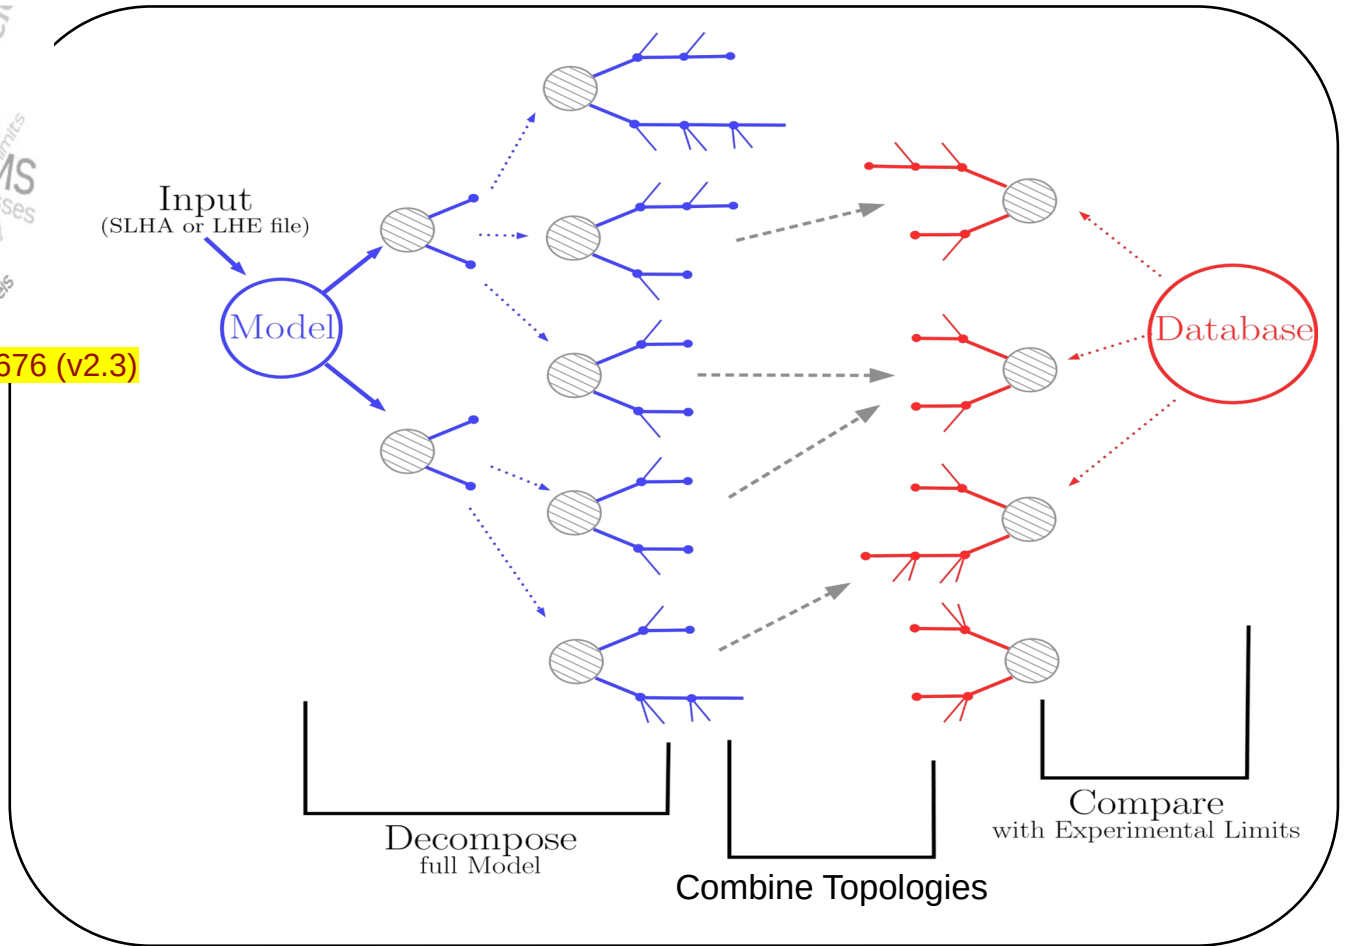 Input
(SLHA or LHE file)
Model
Database
676 (v2.3)
Decompose
full Model
Combine Topologies
Compare
with Experimental Limits